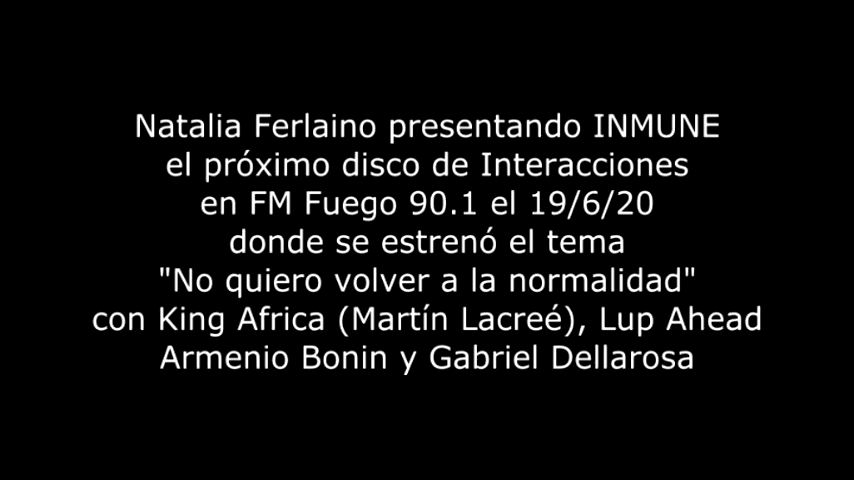 Natalia Ferlaino presentando INMUNE
el próximo disco de Interacciones
en FM Fuego 90.1 el 19/6/20
donde se estrenó el tema
"No quiero volver a la normalidad"
con King Africa (Martín Lacreé), Lup Ahead
Armenio Bonin y Gabriel Dellarosa